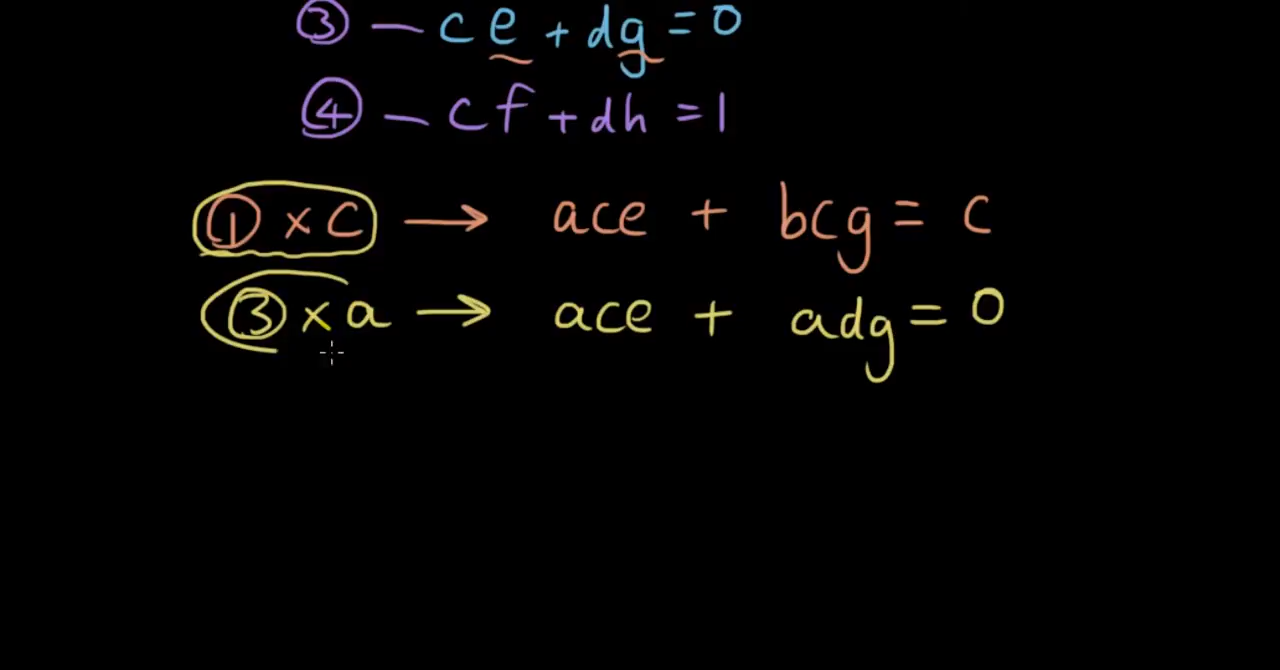 ③ — ce + dg = 0
④ — cf + dh = 1
① × c → ace + bcg = c
③ × a → ace + adg = 0